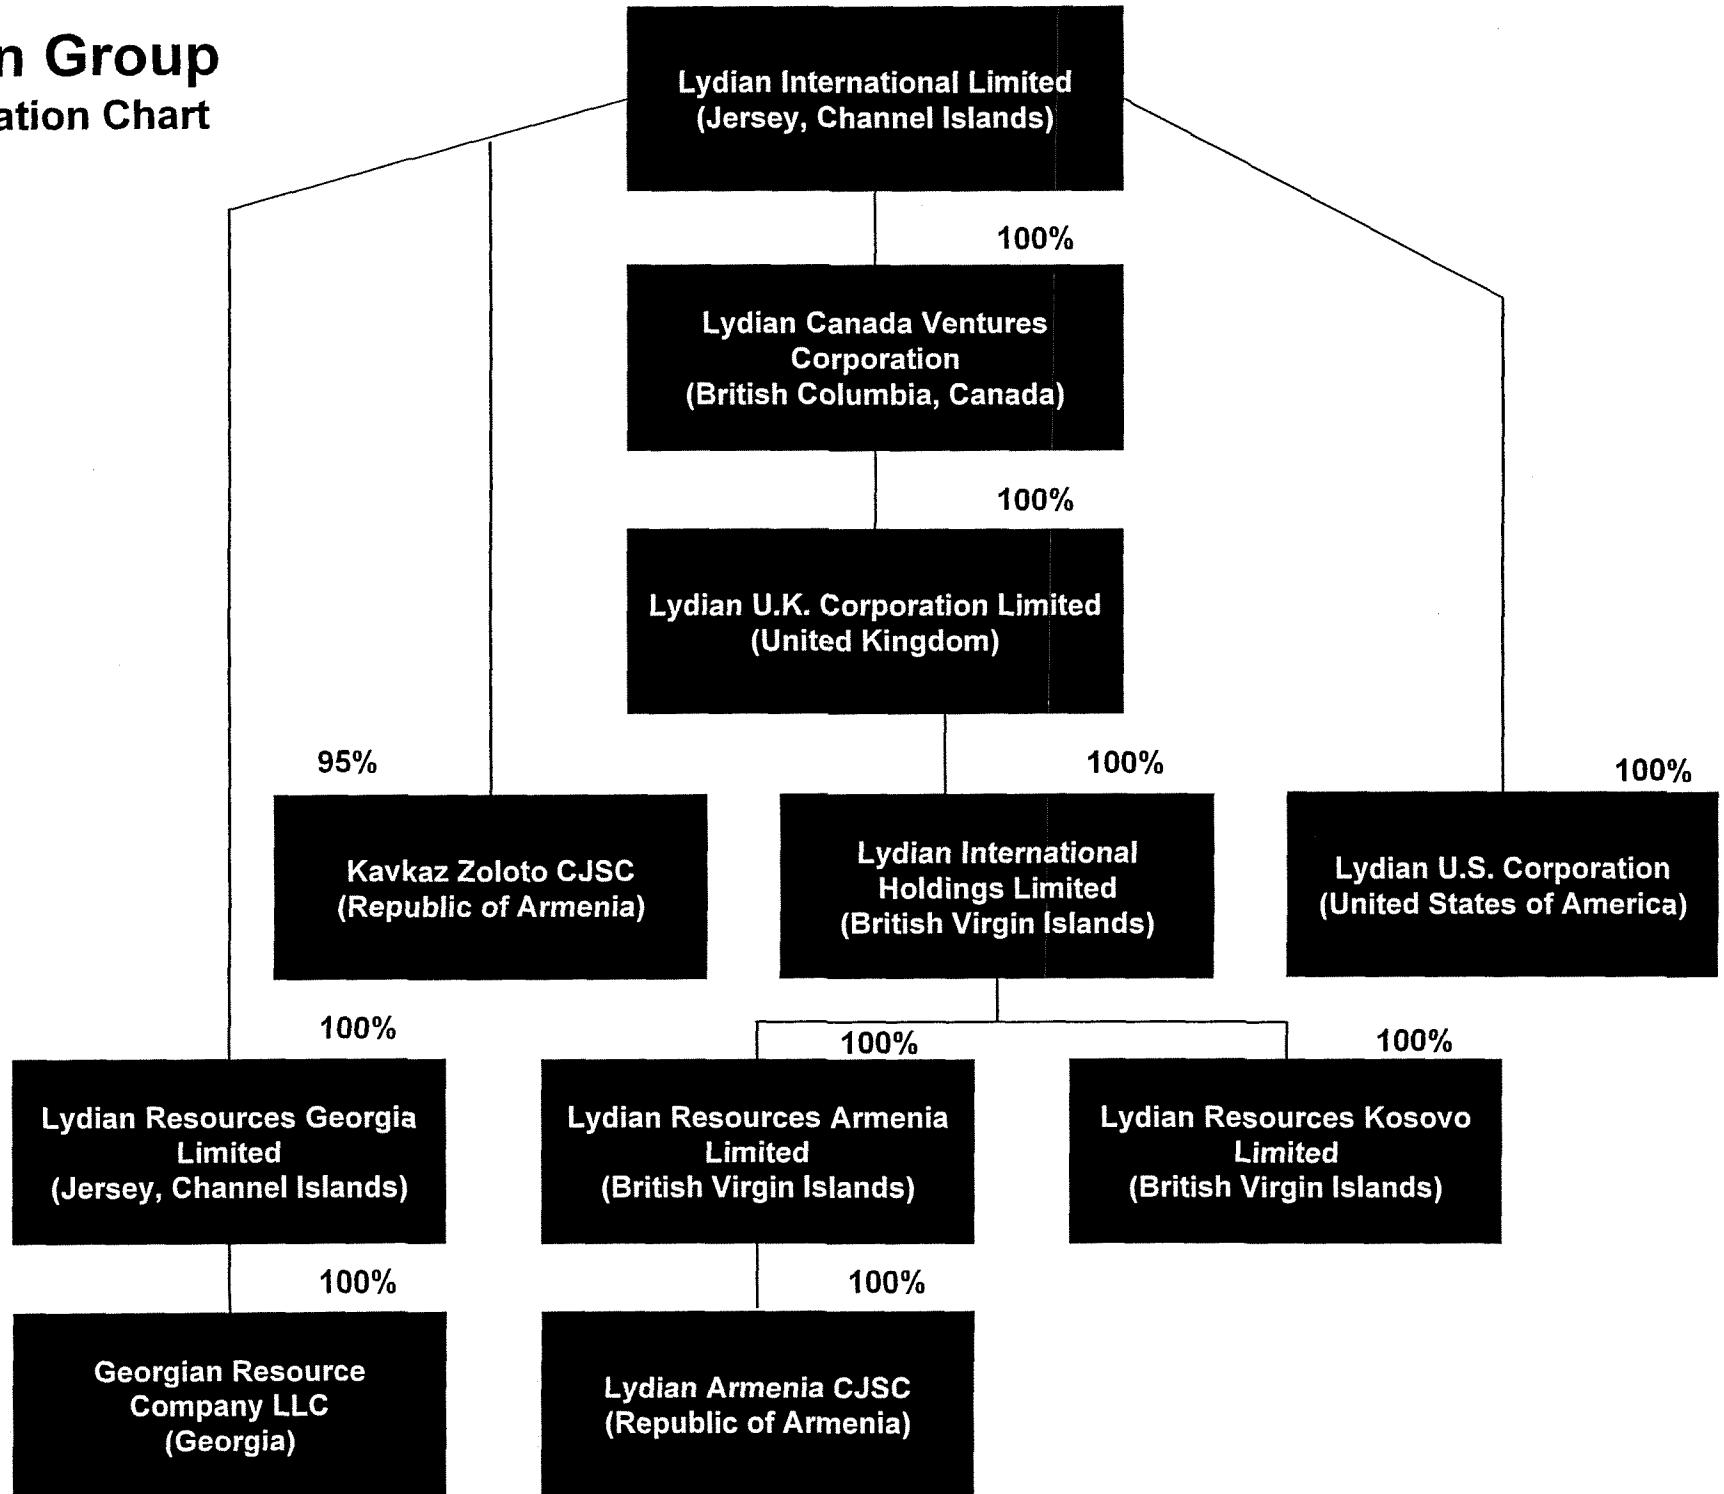 n Group
ation Chart
Lydian International Limited
(Jersey, Channel Islands)
100%
Lydian Canada Ventures
Corporation
(British Columbia, Canada)
100%
Lydian U.K. Corporation Limited
(United Kingdom)
95%
100%
100%
Kavkaz Zoloto CJSC
(Republic of Armenia)
Lydian International
Holdings Limited
(British Virgin Islands)
Lydian U.S. Corporation
(United States of America)
100%
100%
100%
Lydian Resources Georgia
Limited
(Jersey, Channel Islands)
Lydian Resources Armenia
Limited
(British Virgin Islands)
Lydian Resources Kosovo
Limited
(British Virgin Islands)
100%
100%
Georgian Resource
Company LLC
(Georgia)
Lydian Armenia CJSC
(Republic of Armenia)